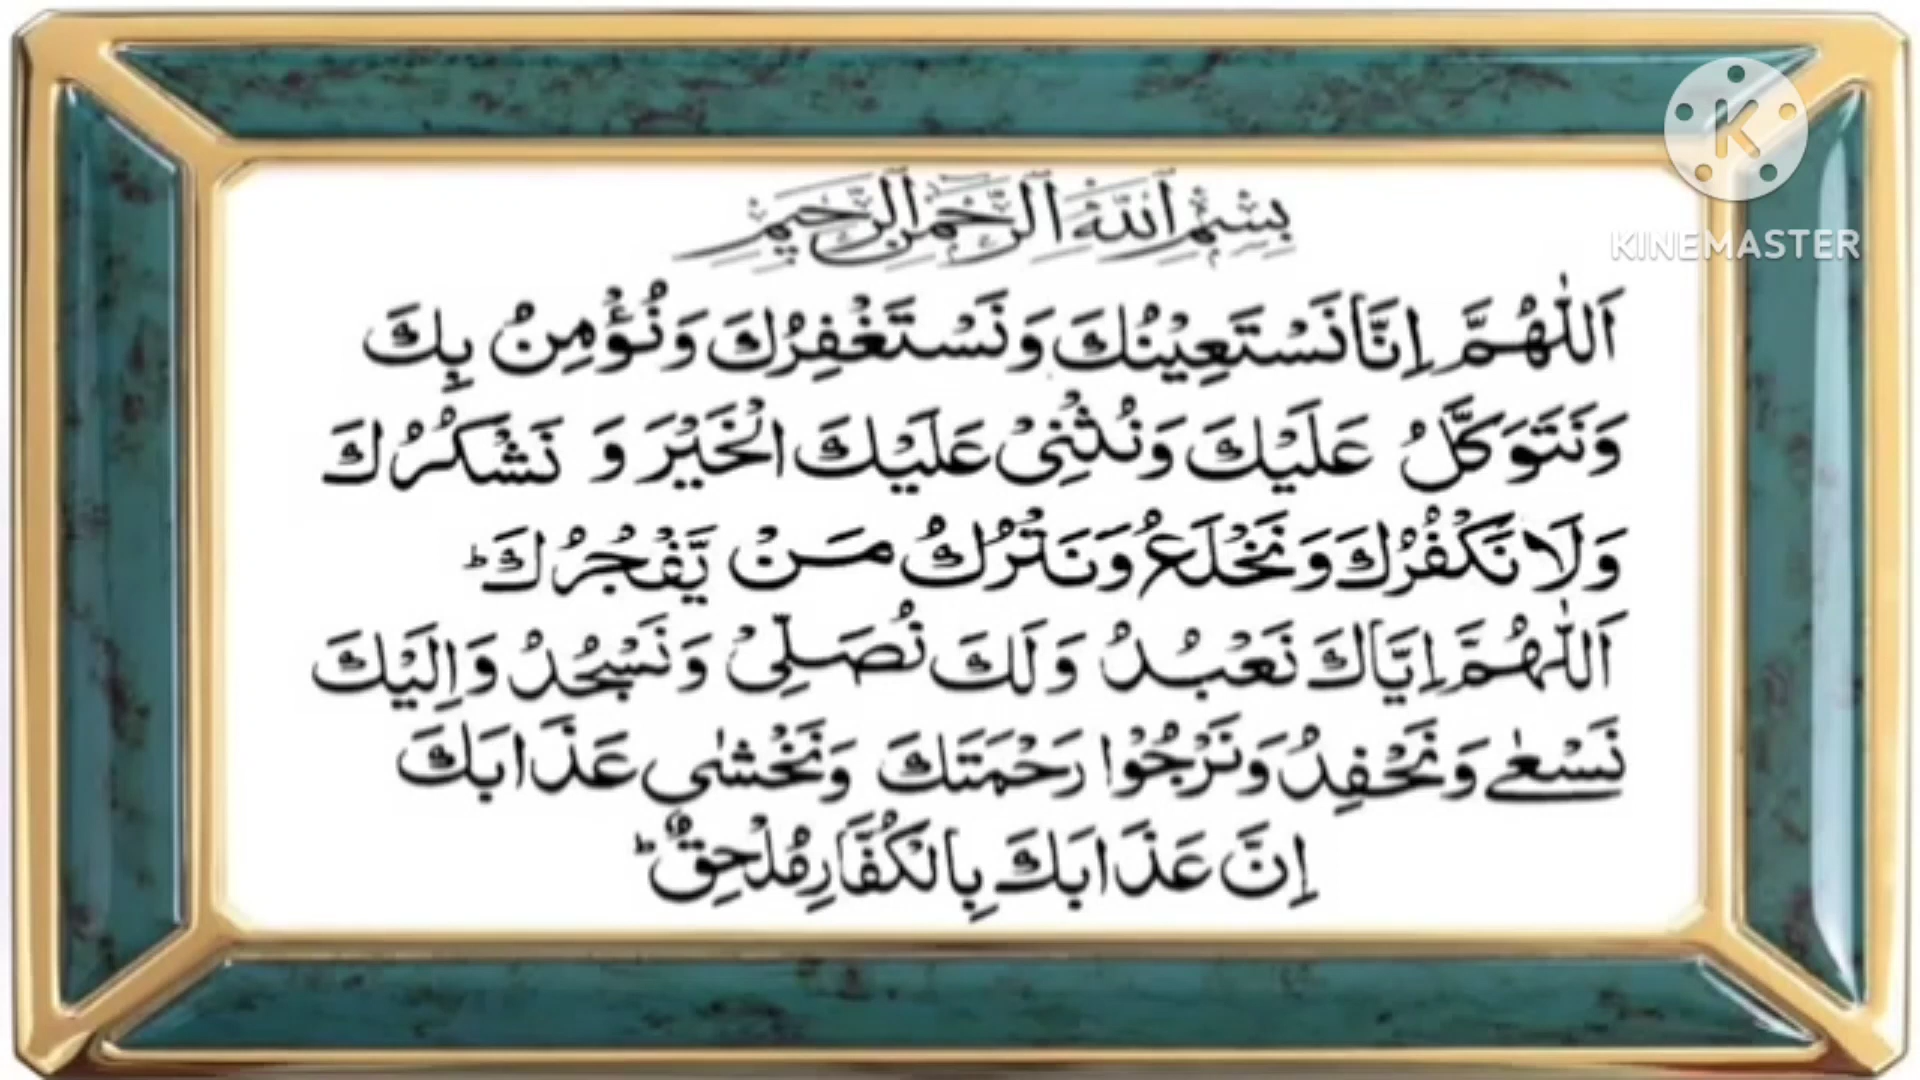 بِسْمِ اللهِ الرَّحْمٰنِ الرَّحِيْمِ
KINEMASTER
اَللّٰهُمَّ اِنَّا نَسْتَعِيْنُكَ وَنَسْتَغْفِرُكَ وَنُؤْمِنُ بِكَ
وَنَتَوَكَّلُ عَلَيْكَ وَنُثْنِيْ عَلَيْكَ الْخَيْرَ وَ نَشْكُرُكَ
وَلَا نَكْفُرُكَ وَنَخْلَعُ وَنَتْرُكُ مَنْ يَّفْجُرُكَ ؕ
اَللّٰهُمَّ اِيَّاكَ نَعْبُدُ وَلَكَ نُصَلِّيْ وَنَسْجُدُ وَاِلَيْكَ
نَسْعٰى وَنَحْفِدُ وَنَرْجُوْا رَحْمَتَكَ وَنَخْشٰى عَذَابَكَ
اِنَّ عَذَابَكَ بِالْكُفَّارِ مُلْحِقٌ ؕ